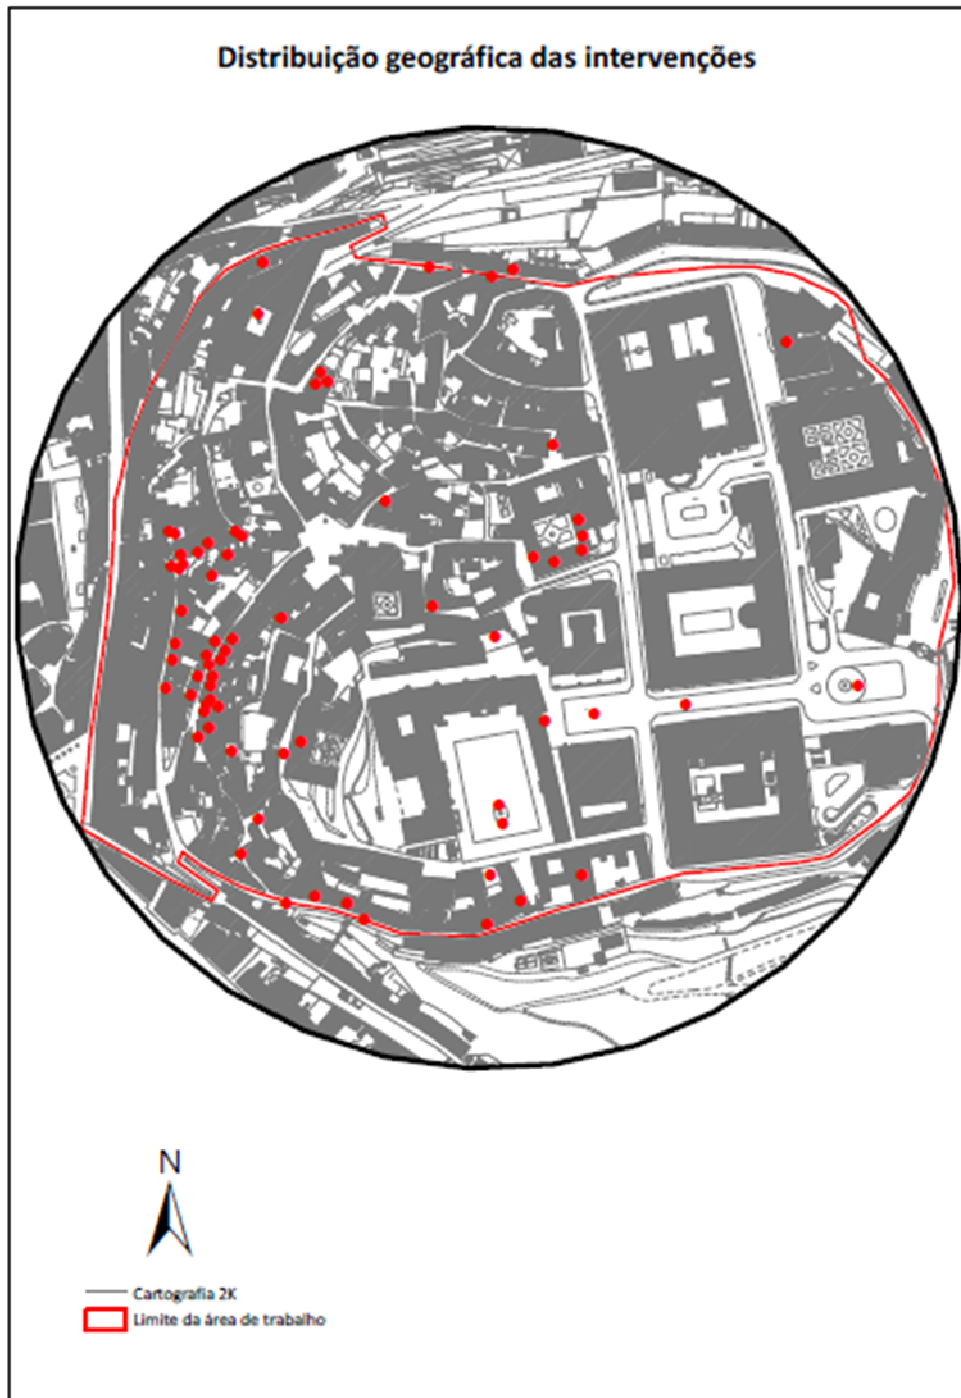 Distribuição geográfica das intervenções
N
Cartografia 2K
Limite da área de trabalho